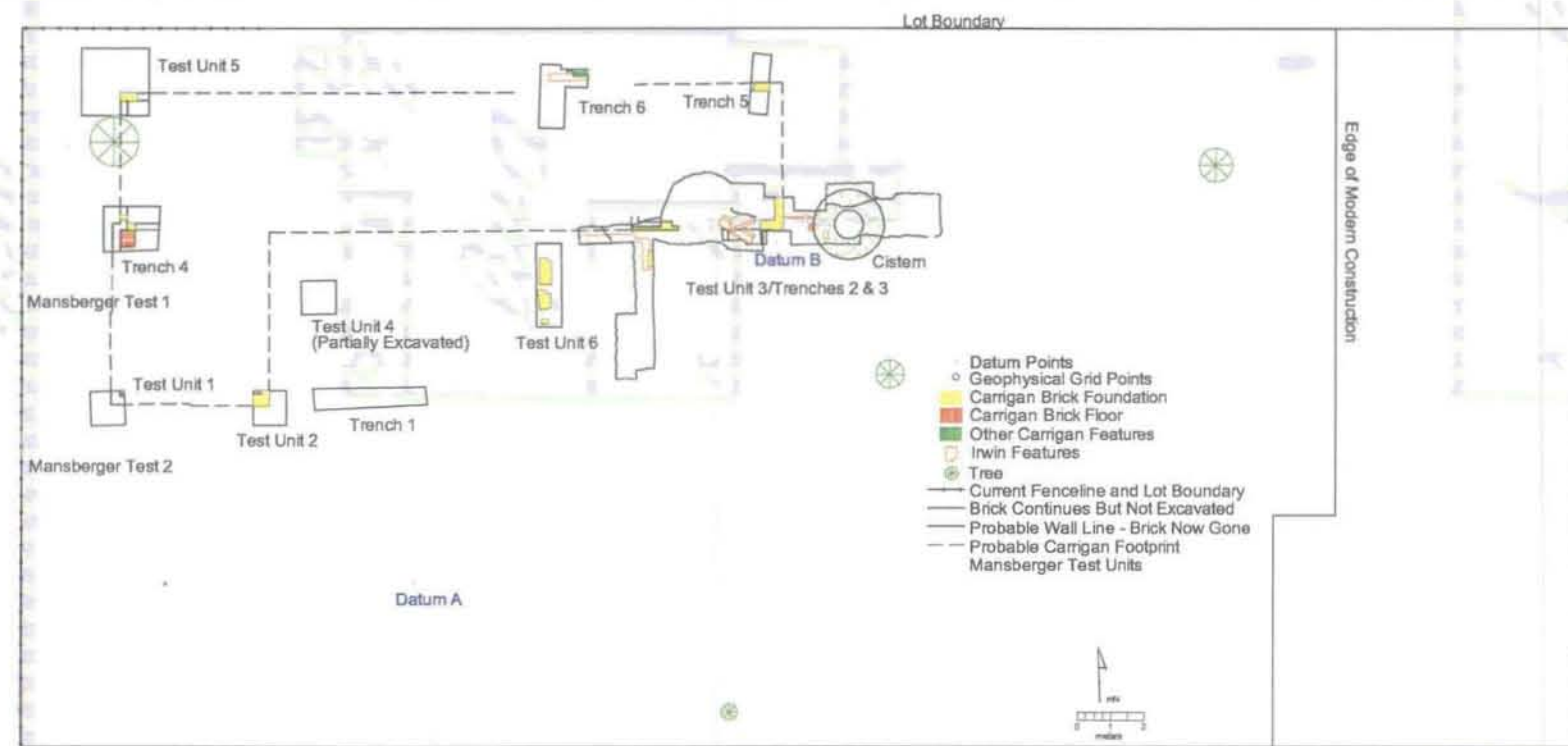 Lot Boundary
Test Unit 5
Trench 6
Trench 5
Edge of Modern Construction
Trench 4
Mansberger Test 1
Datum B
Cistern
Test Unit 3/Trenches 2 & 3
Test Unit 4
(Partially Excavated)
Test Unit 6
Test Unit 1
Test Unit 2
Trench 1
Mansberger Test 2
Datum Points
Geophysical Grid Points
Carrigan Brick Foundation
Carrigan Brick Floor
Other Carrigan Features
Irwin Features
Tree
Current Fenceline and Lot Boundary
Brick Continues But Not Excavated
Probable Wall Line - Brick Now Gone
Probable Carrigan Footprint
Mansberger Test Units
Datum A
0 1 2
meters